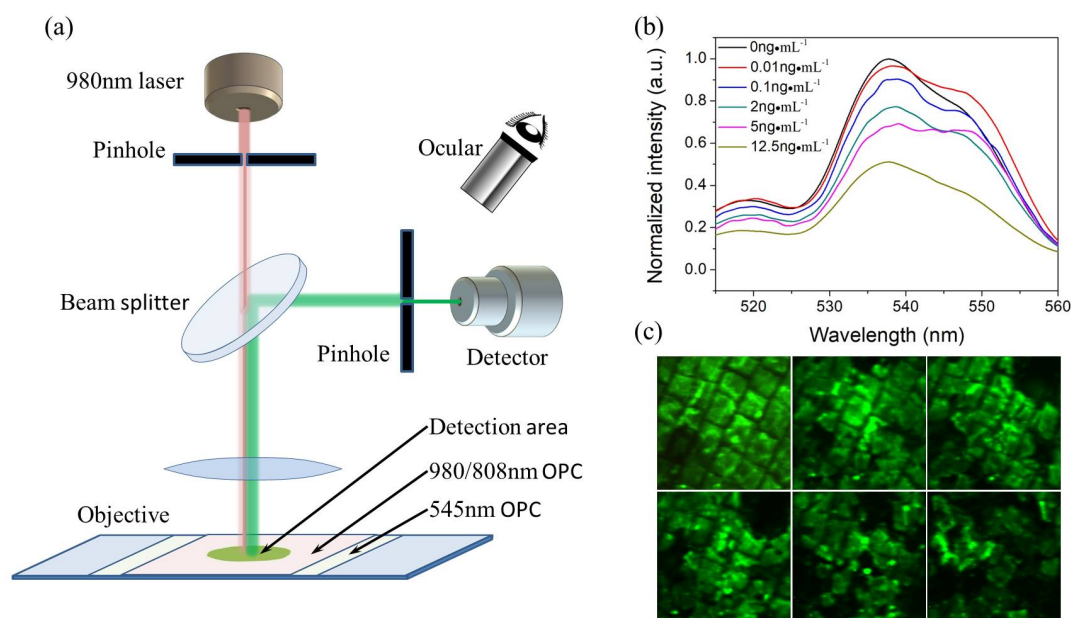 (a)
980nm laser
Pinhole
Ocular
Beam splitter
Pinhole
Detector
Detection area
980/808nm OPC
545nm OPC
Objective
(b)
0ng•mL⁻¹
0.01ng•mL⁻¹
0.1ng•mL⁻¹
2ng•mL⁻¹
5ng•mL⁻¹
12.5ng•mL⁻¹
Normalized intensity (a.u.)
1.0
0.8
0.6
0.4
0.2
0.0
520 530 540 550 560
Wavelength (nm)
(c)